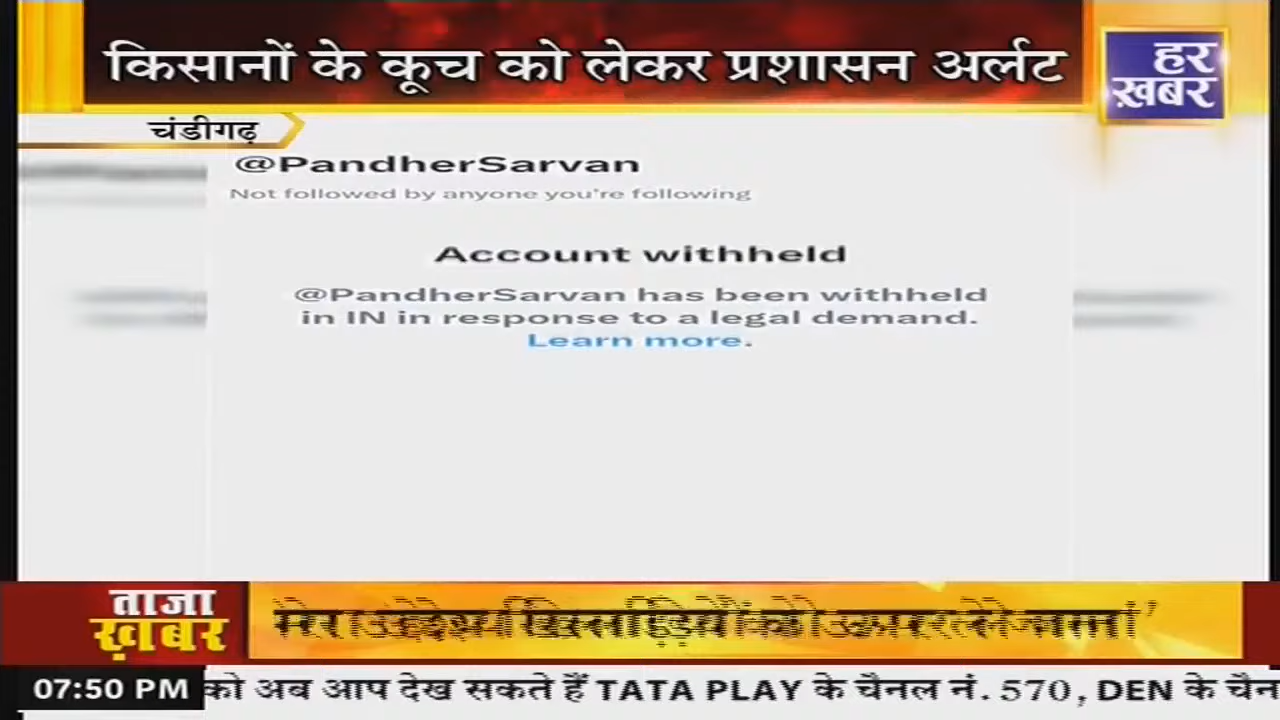 किसानों के कूच को लेकर प्रशासन अर्लट
हर
ख़बर
चंडीगढ़
@PandherSarvan
Not followed by anyone you're following
Account withheld
@PandherSarvan has been withheld
in IN in response to a legal demand.
Learn more.
ताजा
ख़बर
07:50 PM
को अब आप देख सकते हैं TATA PLAY के चैनल नं. 570, DEN के चैन